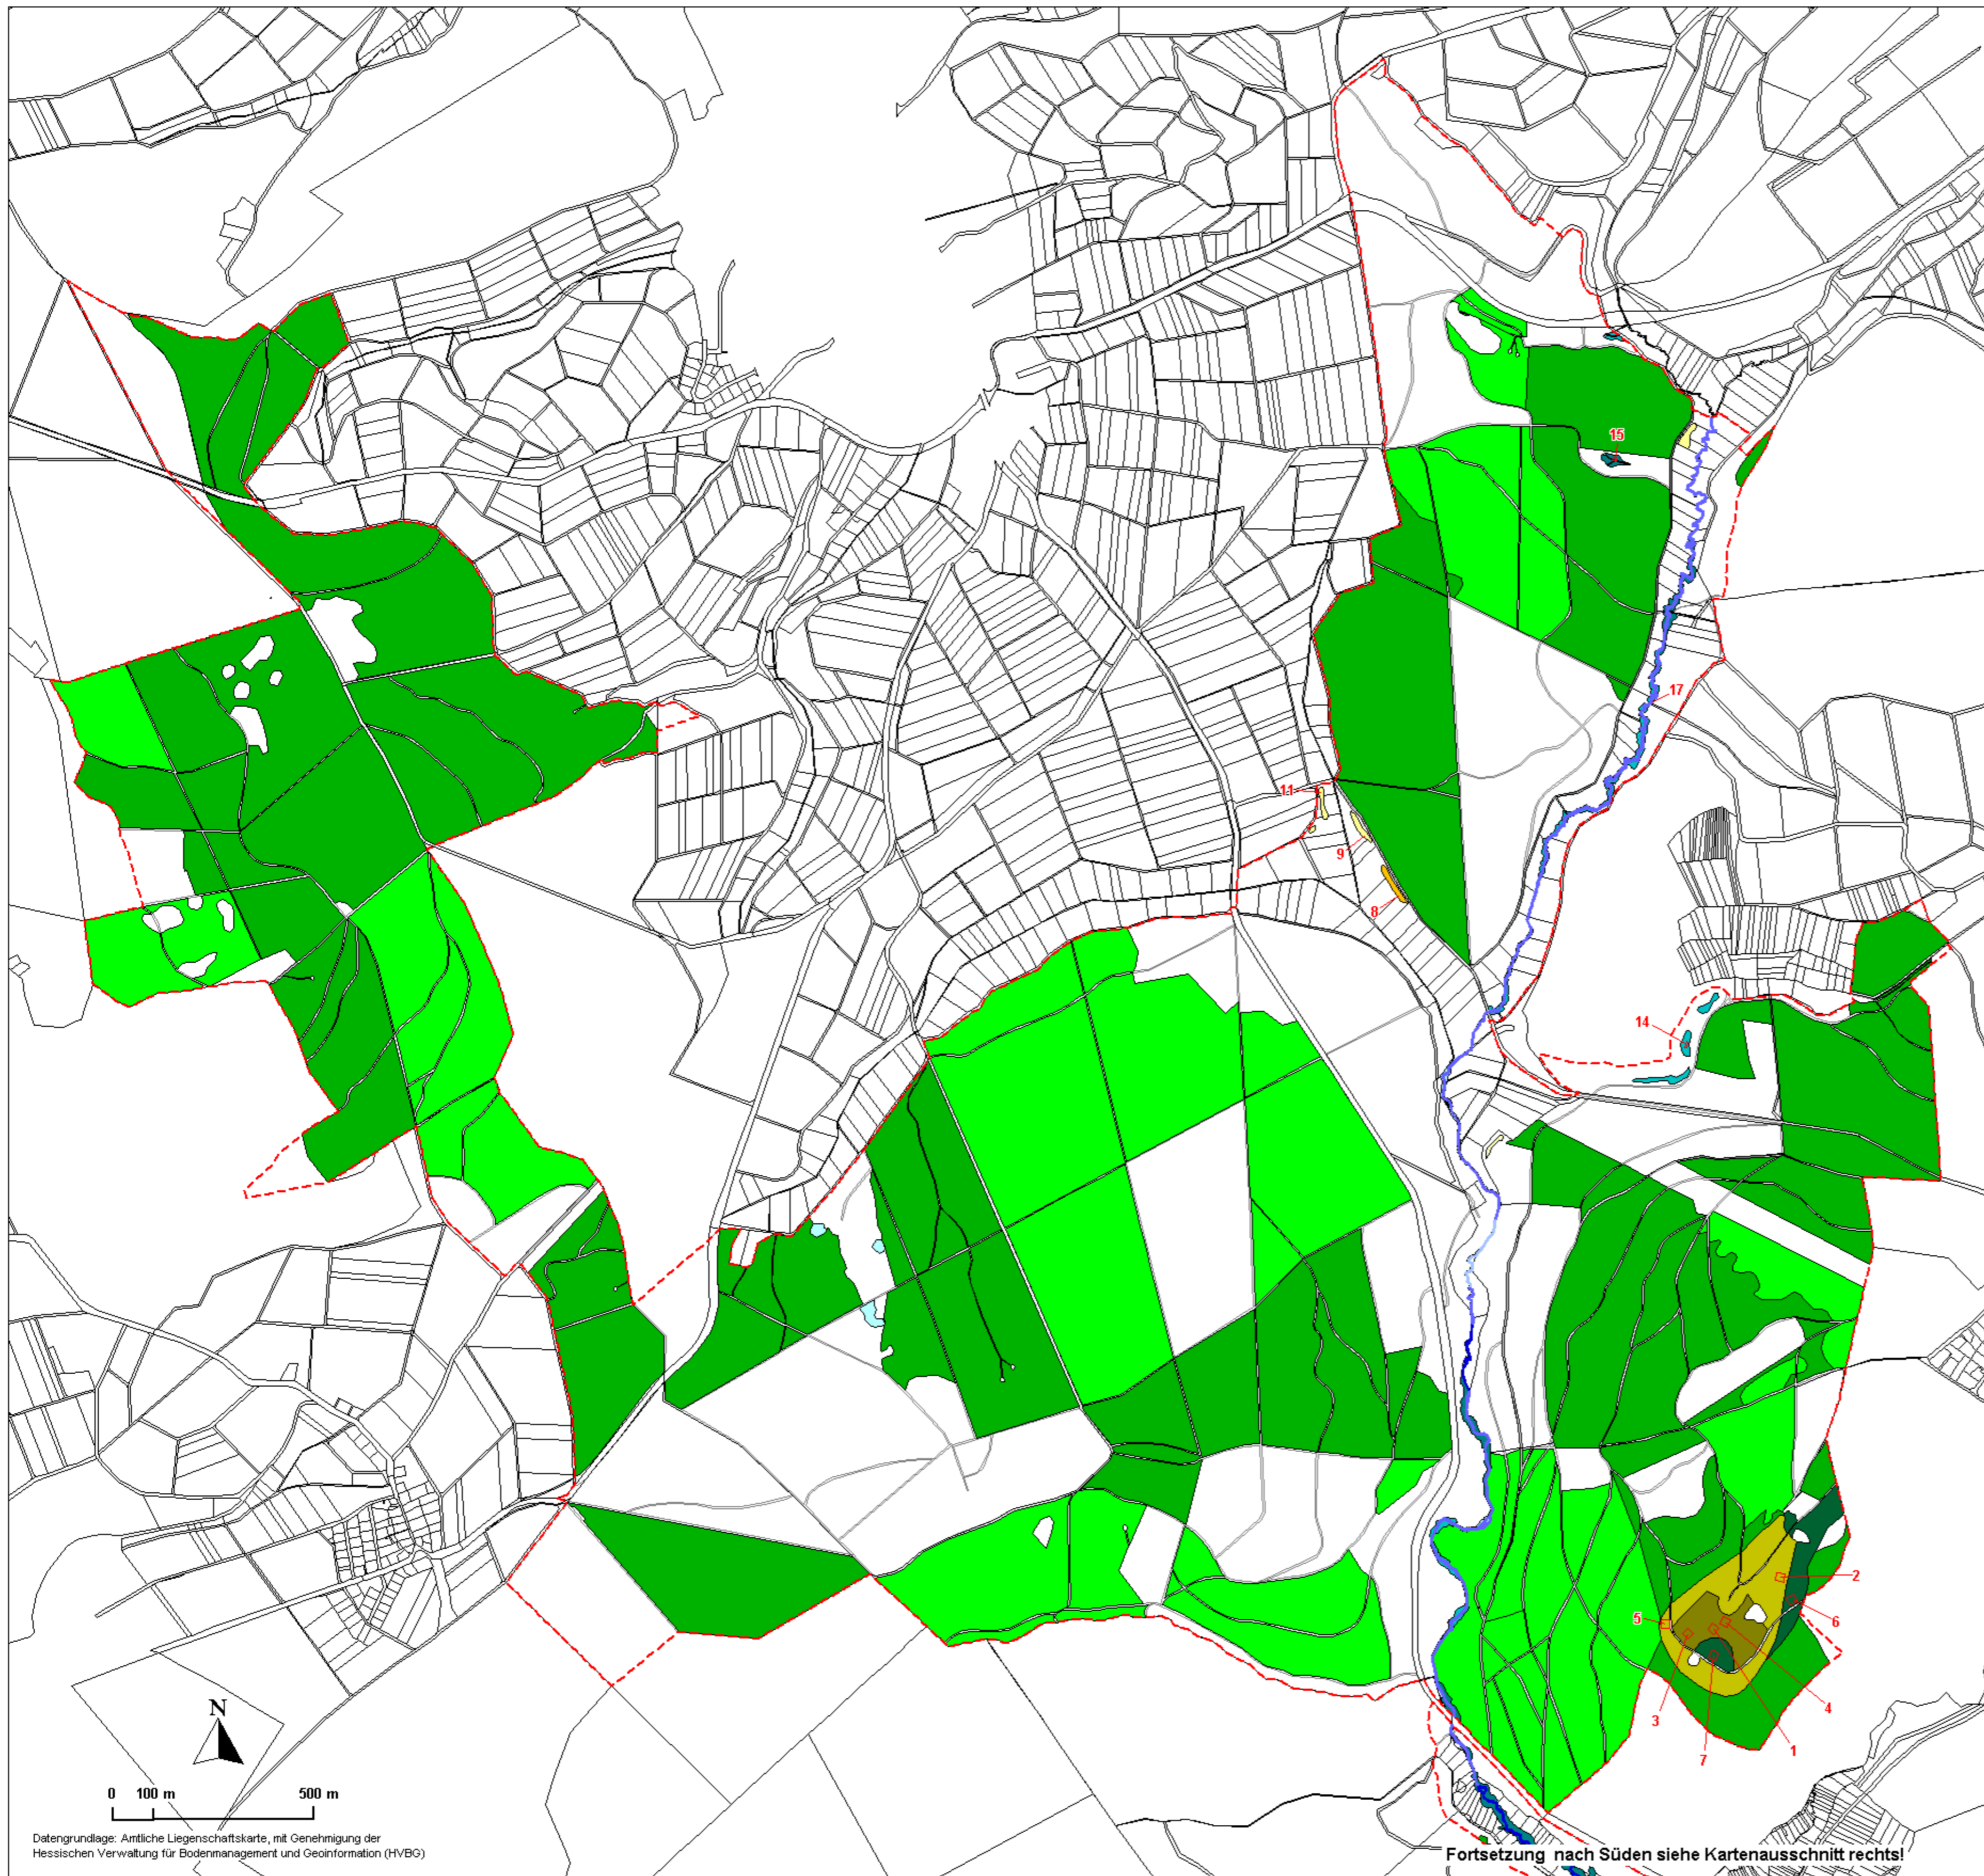 15
17
11
9
8
14
2
5
6
3
4
7
1
N
0 100 m 500 m
Datengrundlage: Amtliche Liegenschaftskarte, mit Genehmigung der
Hessischen Verwaltung für Bodenmanagement und Geoinformation (HVBG)
Fortsetzung nach Süden siehe Kartenausschnitt rechts!